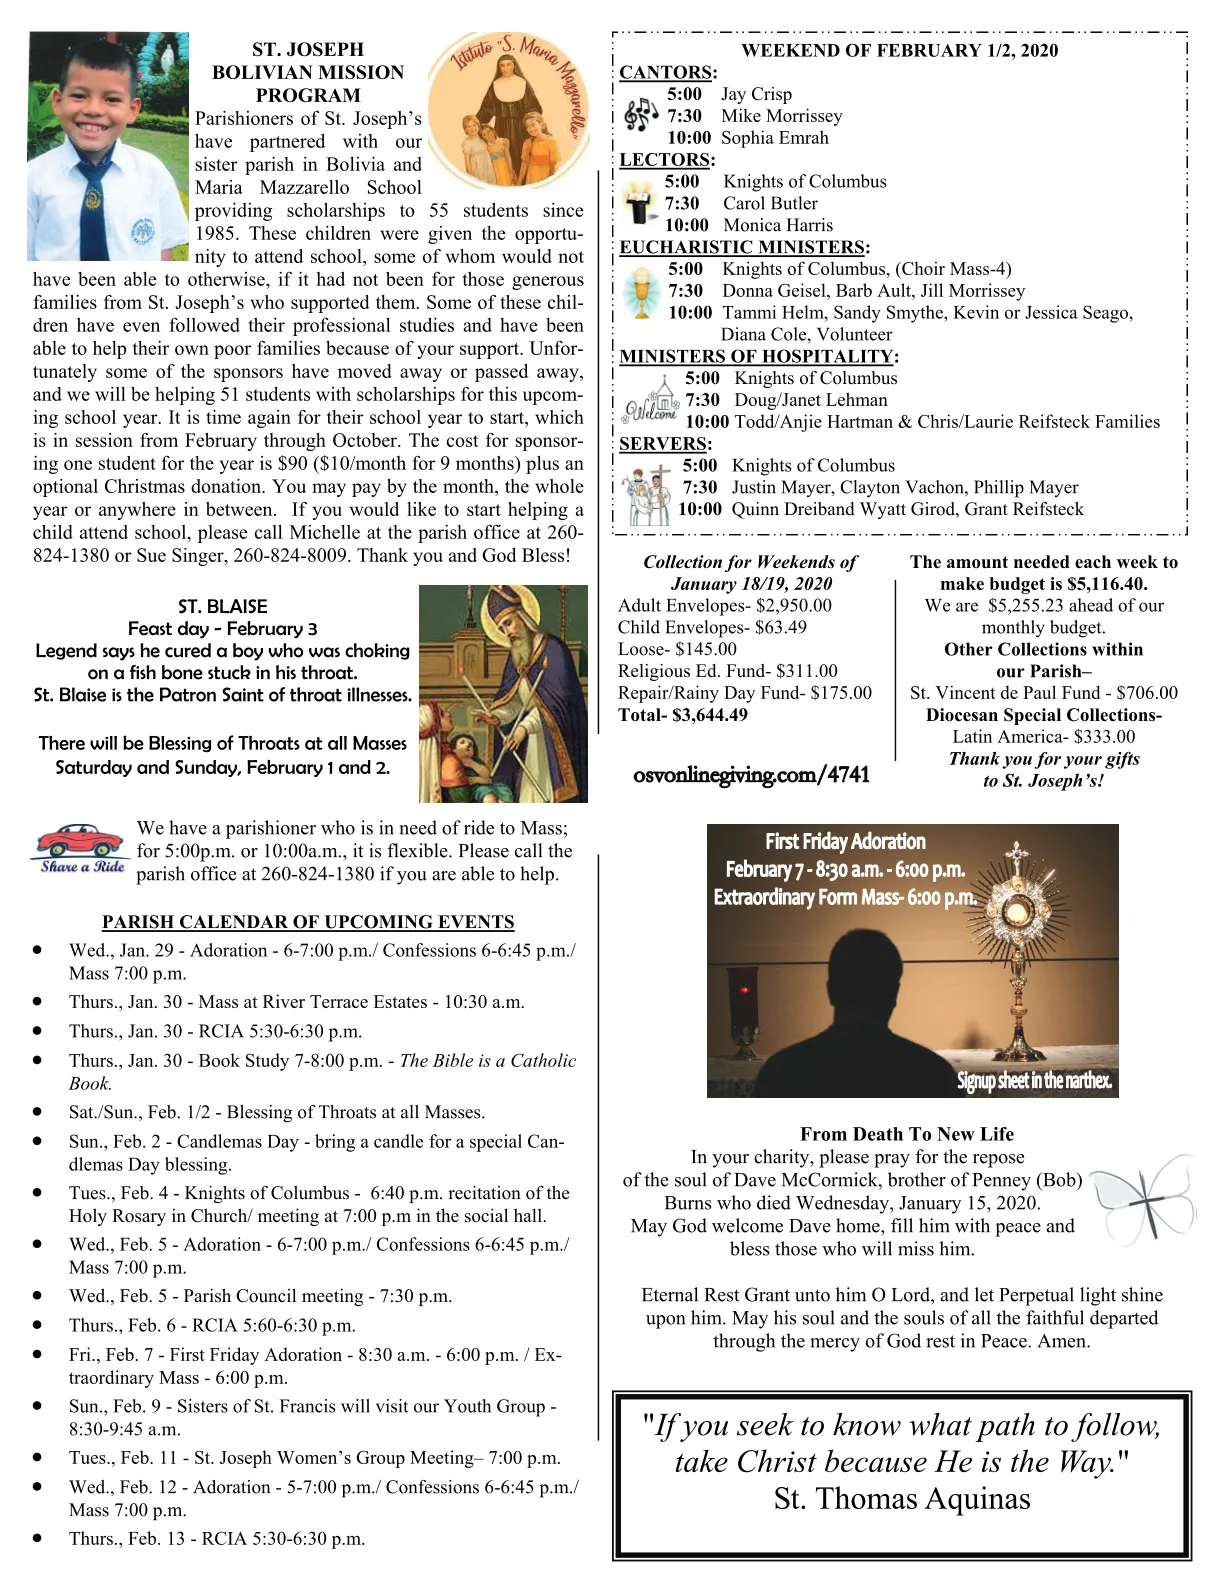 ST. JOSEPH
BOLIVIAN MISSION
PROGRAM
Istituto "S. Maria Mazzarello"
Parishioners of St. Joseph’s
have partnered with our
sister parish in Bolivia and
Maria Mazzarello School
providing scholarships to 55 students since
1985. These children were given the opportu-
nity to attend school, some of whom would not
have been able to otherwise, if it had not been for those generous
families from St. Joseph’s who supported them. Some of these chil-
dren have even followed their professional studies and have been
able to help their own poor families because of your support. Unfor-
tunately some of the sponsors have moved away or passed away,
and we will be helping 51 students with scholarships for this upcom-
ing school year. It is time again for their school year to start, which
is in session from February through October. The cost for sponsor-
ing one student for the year is $90 ($10/month for 9 months) plus an
optional Christmas donation. You may pay by the month, the whole
year or anywhere in between.  If you would like to start helping a
child attend school, please call Michelle at the parish office at 260-
824-1380 or Sue Singer, 260-824-8009. Thank you and God Bless!
ST. BLAISE
Feast day - February 3
Legend says he cured a boy who was choking
on a fish bone stuck in his throat.
St. Blaise is the Patron Saint of throat illnesses.
There will be Blessing of Throats at all Masses
Saturday and Sunday, February 1 and 2.
Share a Ride
We have a parishioner who is in need of ride to Mass;
for 5:00p.m. or 10:00a.m., it is flexible. Please call the
parish office at 260-824-1380 if you are able to help.
PARISH CALENDAR OF UPCOMING EVENTS
• Wed., Jan. 29 - Adoration - 6-7:00 p.m./ Confessions 6-6:45 p.m./
Mass 7:00 p.m.
• Thurs., Jan. 30 - Mass at River Terrace Estates - 10:30 a.m.
• Thurs., Jan. 30 - RCIA 5:30-6:30 p.m.
• Thurs., Jan. 30 - Book Study 7-8:00 p.m. - The Bible is a Catholic
Book.
• Sat./Sun., Feb. 1/2 - Blessing of Throats at all Masses.
• Sun., Feb. 2 - Candlemas Day - bring a candle for a special Can-
dlemas Day blessing.
• Tues., Feb. 4 - Knights of Columbus -  6:40 p.m. recitation of the
Holy Rosary in Church/ meeting at 7:00 p.m in the social hall.
• Wed., Feb. 5 - Adoration - 6-7:00 p.m./ Confessions 6-6:45 p.m./
Mass 7:00 p.m.
• Wed., Feb. 5 - Parish Council meeting - 7:30 p.m.
• Thurs., Feb. 6 - RCIA 5:60-6:30 p.m.
• Fri., Feb. 7 - First Friday Adoration - 8:30 a.m. - 6:00 p.m. / Ex-
traordinary Mass - 6:00 p.m.
• Sun., Feb. 9 - Sisters of St. Francis will visit our Youth Group -
8:30-9:45 a.m.
• Tues., Feb. 11 - St. Joseph Women’s Group Meeting– 7:00 p.m.
• Wed., Feb. 12 - Adoration - 5-7:00 p.m./ Confessions 6-6:45 p.m./
Mass 7:00 p.m.
• Thurs., Feb. 13 - RCIA 5:30-6:30 p.m.
WEEKEND OF FEBRUARY 1/2, 2020
CANTORS:
5:00 Jay Crisp
7:30 Mike Morrissey
10:00 Sophia Emrah
LECTORS:
5:00 Knights of Columbus
7:30 Carol Butler
10:00 Monica Harris
EUCHARISTIC MINISTERS:
5:00 Knights of Columbus, (Choir Mass-4)
7:30 Donna Geisel, Barb Ault, Jill Morrissey
10:00 Tammi Helm, Sandy Smythe, Kevin or Jessica Seago,
Diana Cole, Volunteer
MINISTERS OF HOSPITALITY:
Welcome
5:00 Knights of Columbus
7:30 Doug/Janet Lehman
10:00 Todd/Anjie Hartman & Chris/Laurie Reifsteck Families
SERVERS:
5:00 Knights of Columbus
7:30 Justin Mayer, Clayton Vachon, Phillip Mayer
10:00 Quinn Dreiband Wyatt Girod, Grant Reifsteck
Collection for Weekends of
January 18/19, 2020
Adult Envelopes- $2,950.00
Child Envelopes- $63.49
Loose- $145.00
Religious Ed. Fund- $311.00
Repair/Rainy Day Fund- $175.00
Total- $3,644.49
osvonlinegiving.com/4741
The amount needed each week to
make budget is $5,116.40.
We are  $5,255.23 ahead of our
monthly budget.
Other Collections within
our Parish–
St. Vincent de Paul Fund - $706.00
Diocesan Special Collections-
Latin America- $333.00
Thank you for your gifts
to St. Joseph’s!
First Friday Adoration
February 7 - 8:30 a.m. - 6:00 p.m.
Extraordinary Form Mass- 6:00 p.m.
Signup sheet in the narthex.
From Death To New Life
In your charity, please pray for the repose
of the soul of Dave McCormick, brother of Penney (Bob)
Burns who died Wednesday, January 15, 2020.
May God welcome Dave home, fill him with peace and
bless those who will miss him.
Eternal Rest Grant unto him O Lord, and let Perpetual light shine
upon him. May his soul and the souls of all the faithful departed
through the mercy of God rest in Peace. Amen.
"If you seek to know what path to follow,
take Christ because He is the Way."
St. Thomas Aquinas